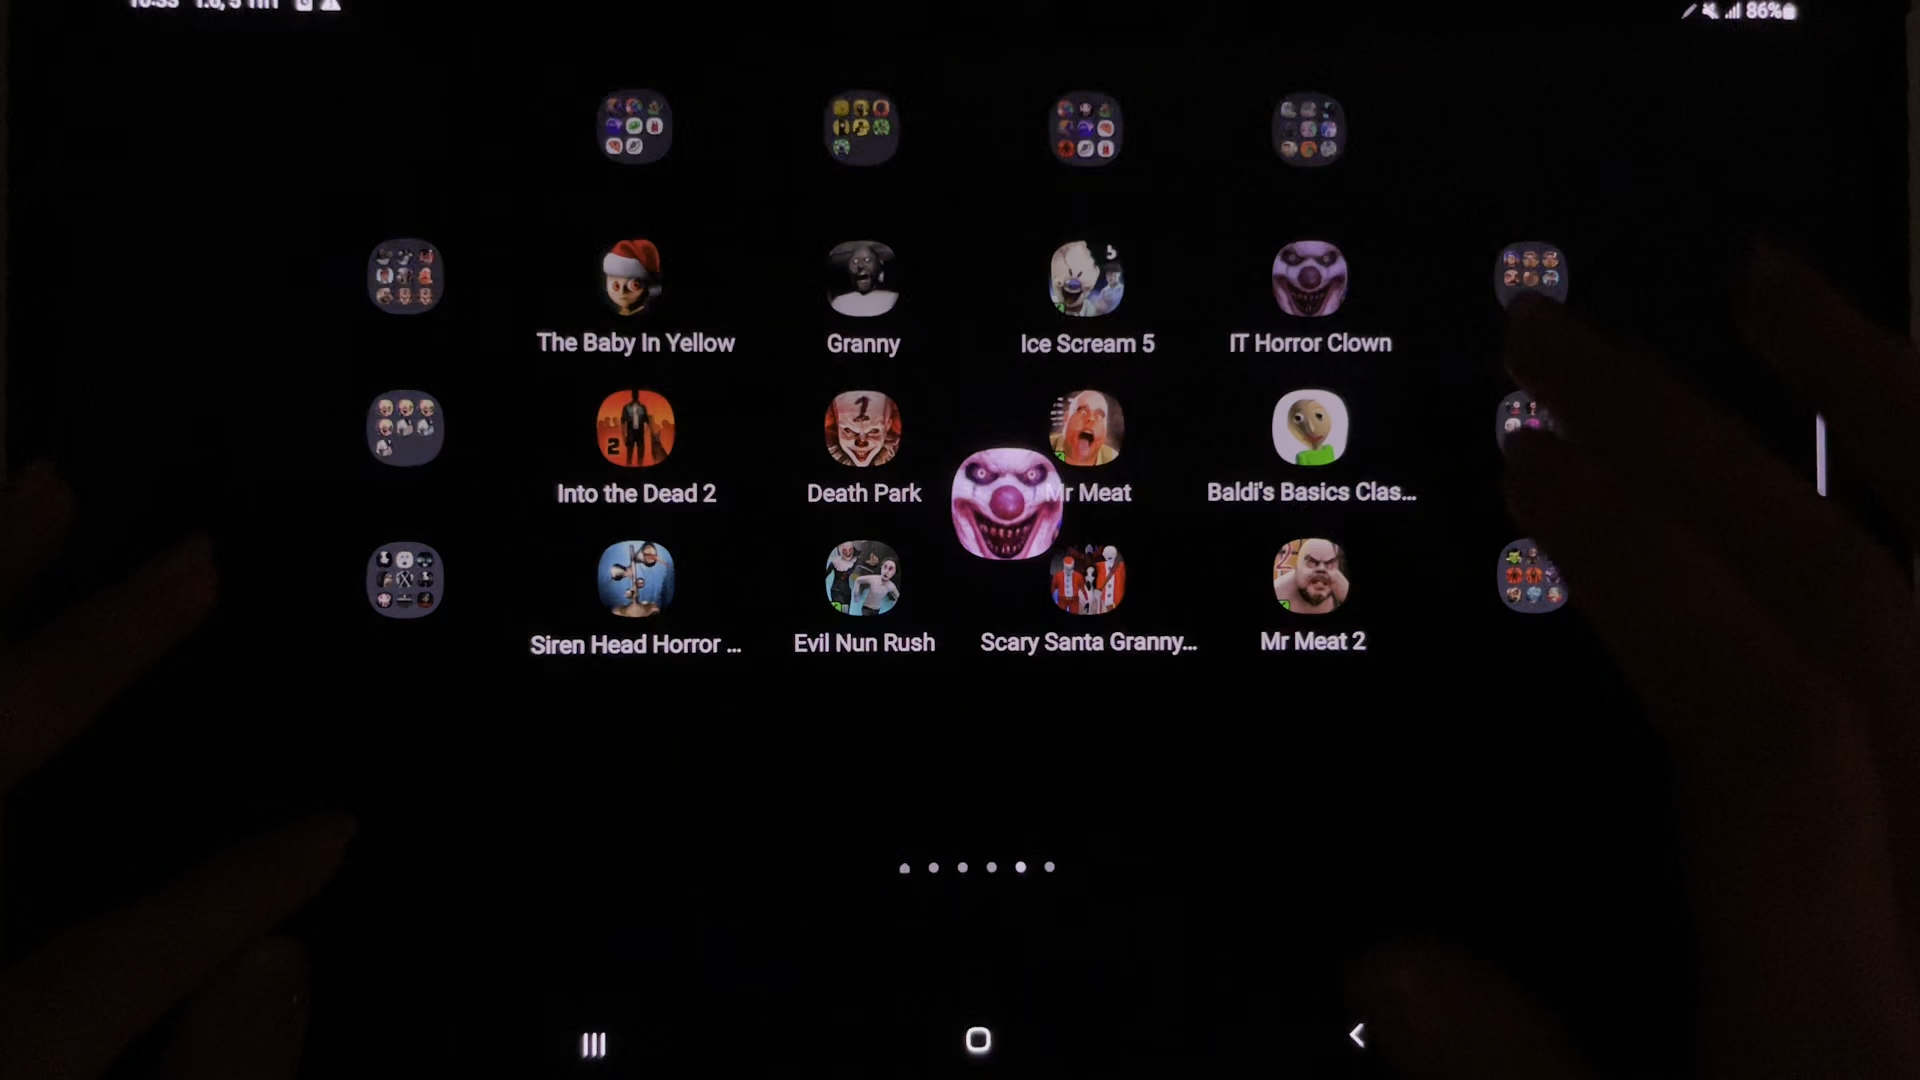 86%
The Baby In Yellow
Granny
Ice Scream 5
IT Horror Clown
Into the Dead 2
Death Park
Mr Meat
Baldi's Basics Clas...
Siren Head Horror ...
Evil Nun Rush
Scary Santa Granny...
Mr Meat 2